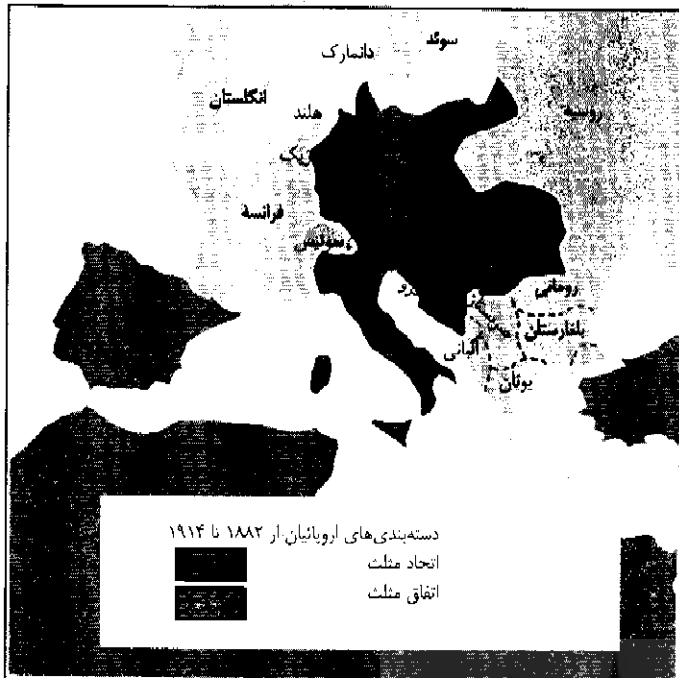 سوئد
دانمارک
انگلستان
روسیه
هلند
فرانسه
سوئیس
رومانی
بلغارستان
آلبانی
یونان
دسته‌بندی‌های اروپائیان از ۱۸۸۲ تا ۱۹۱۴
اتحاد مثلث
اتفاق مثلث